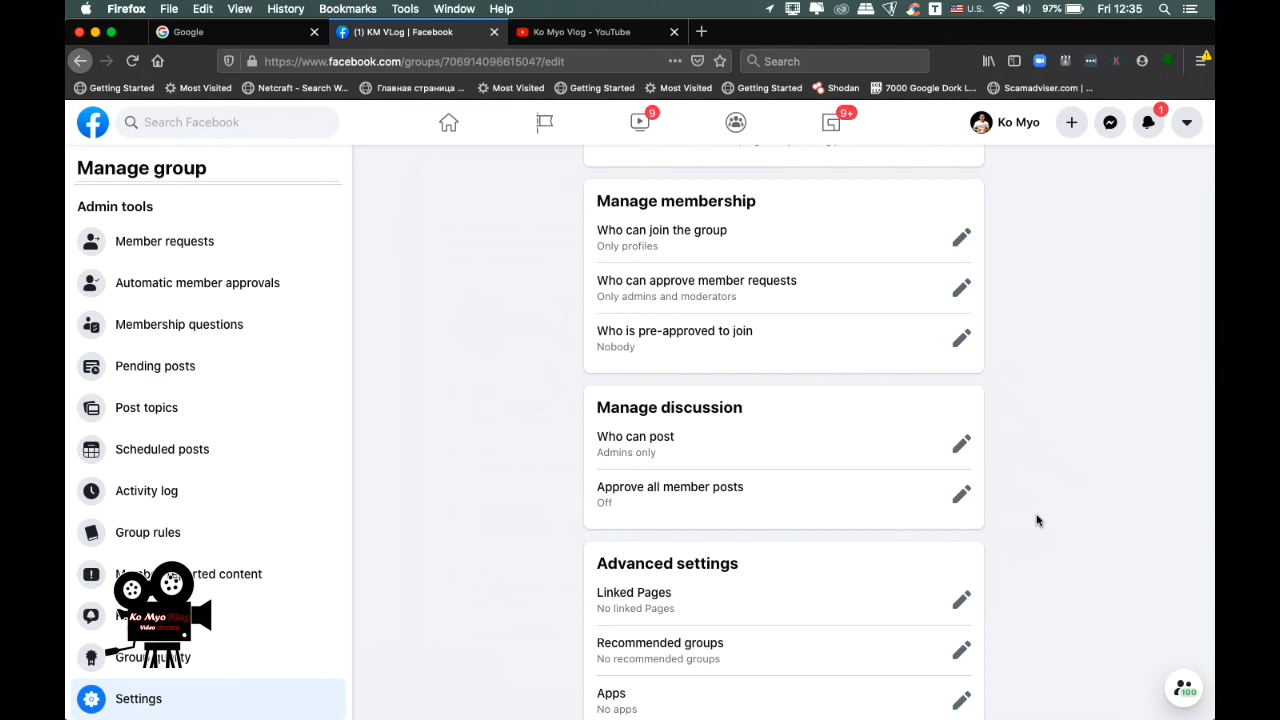 Firefox File Edit View History Bookmarks Tools Window Help U.S. 97% Fri 12:35
Google (1) KM VLog | Facebook Ko Myo Vlog - YouTube
https://www.facebook.com/groups/706914096615047/edit Search
Getting Started Most Visited Netcraft - Search W... Главная страница ... Most Visited Getting Started Most Visited Getting Started Shodan 7000 Google Dork L... Scamadviser.com | ...
Search Facebook 9 9+ Ko Myo 1
Manage group
Admin tools
Member requests
Automatic member approvals
Membership questions
Pending posts
Post topics
Scheduled posts
Activity log
Group rules
Ko Myo Vlog
Settings
Manage membership
Who can join the group
Only profiles
Who can approve member requests
Only admins and moderators
Who is pre-approved to join
Nobody
Manage discussion
Who can post
Admins only
Approve all member posts
Off
Advanced settings
Linked Pages
No linked Pages
Recommended groups
No recommended groups
Apps
No apps
100